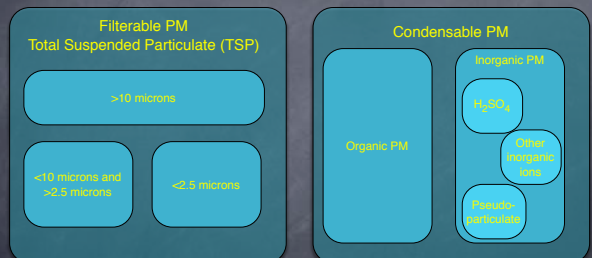 Filterable PM
Total Suspended Particulate (TSP)
>10 microns
<10 microns and
>2.5 microns
<2.5 microns
Condensable PM
Organic PM
Inorganic PM
H₂SO₄
Other
inorganic
ions
Pseudo-
particulate